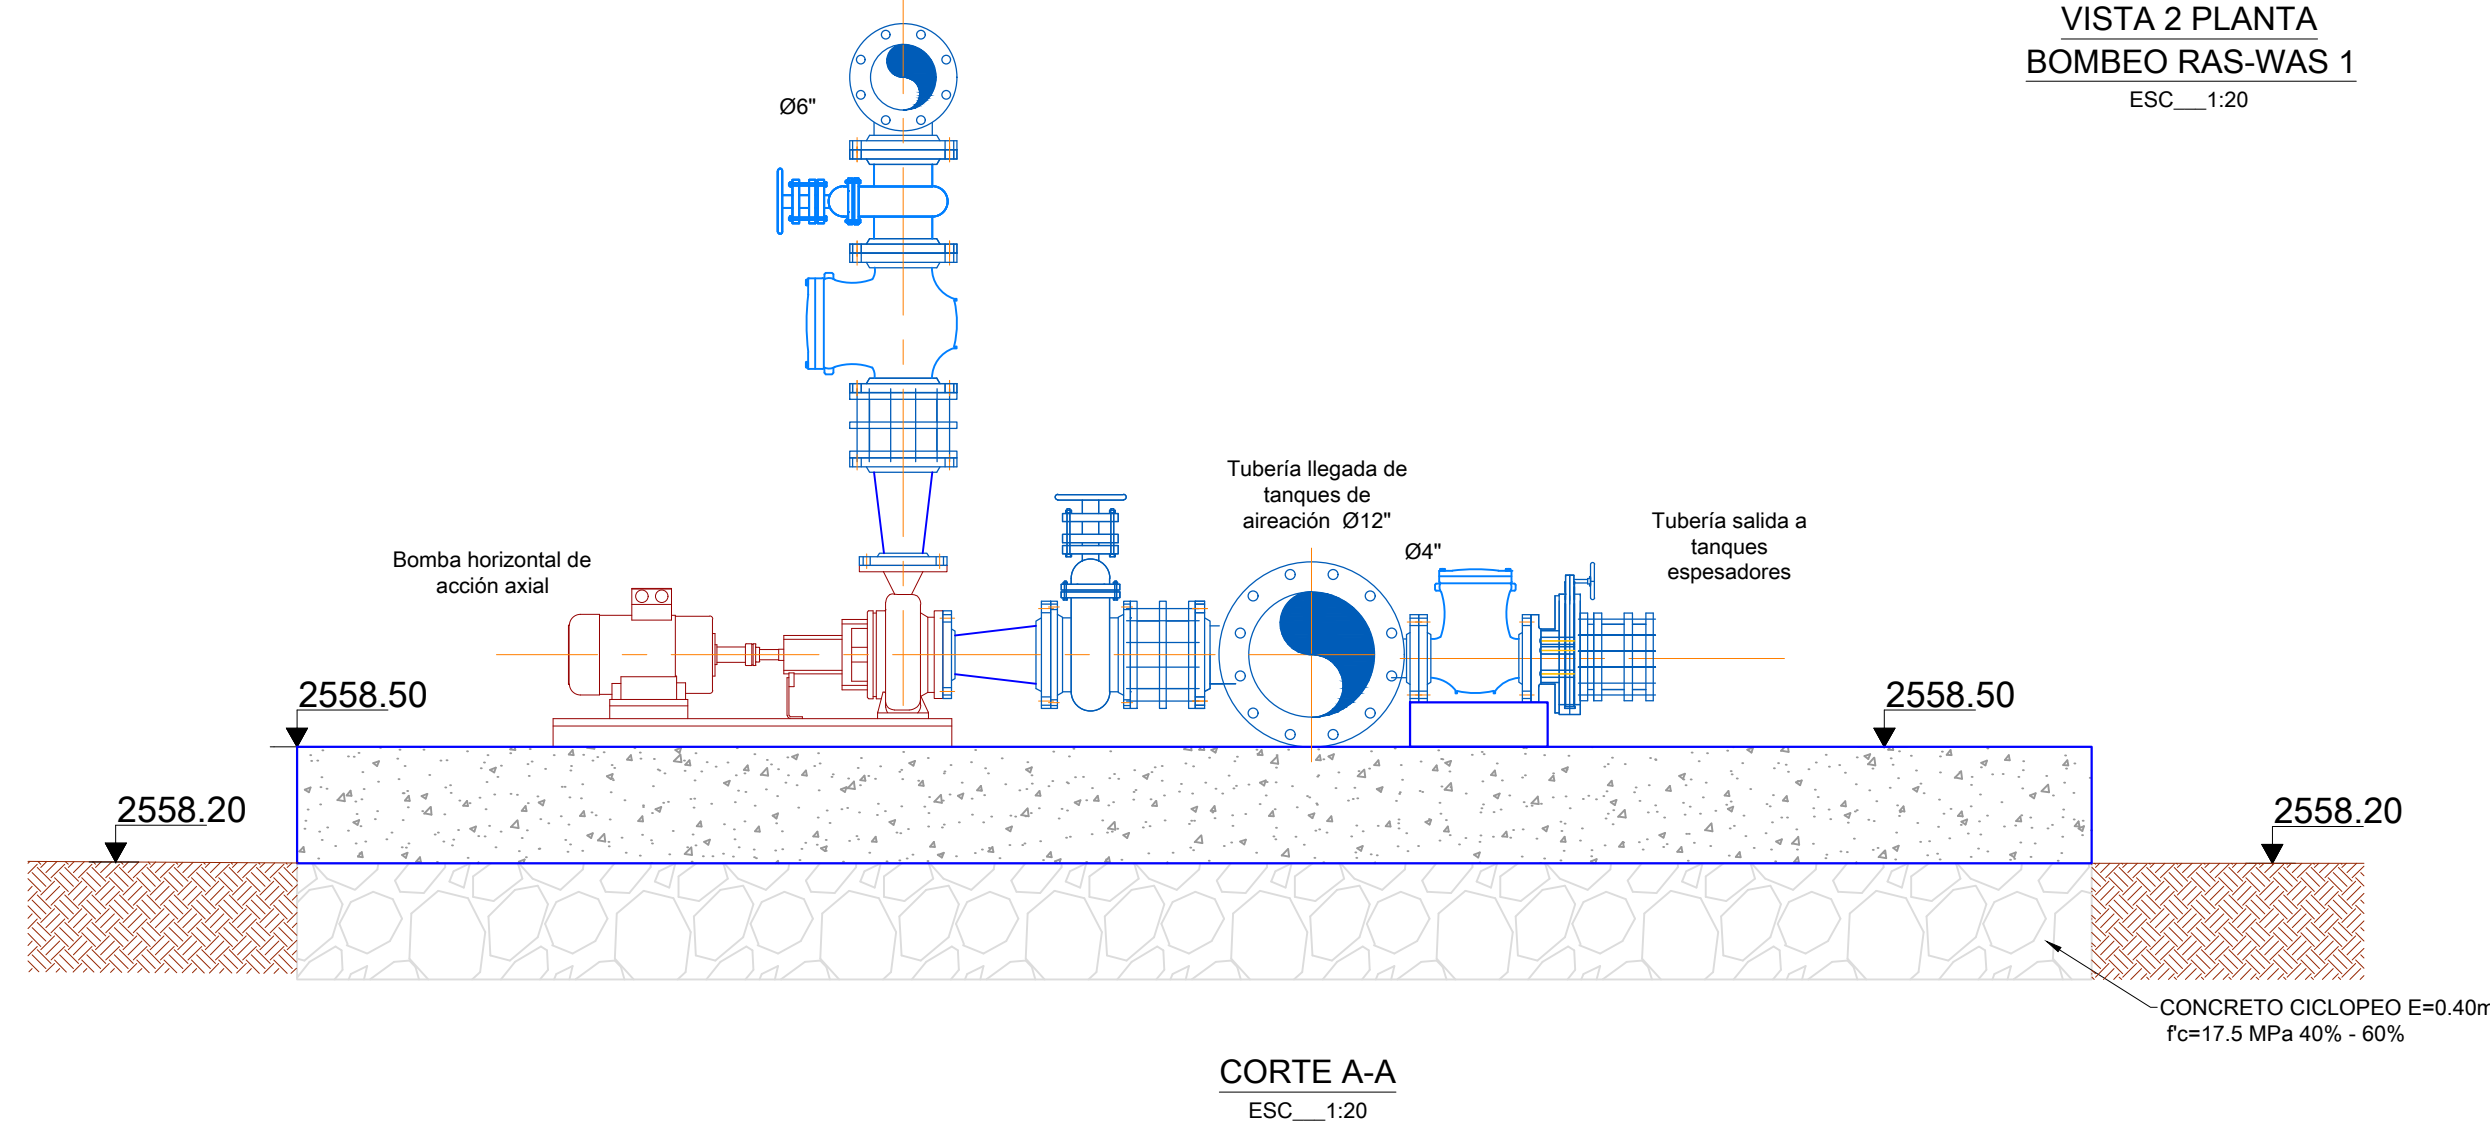 VISTA 2 PLANTA
BOMBEO RAS-WAS 1
ESC___1:20
Ø6"
Tubería llegada de
tanques de
aireación Ø12"
Ø4"
Tubería salida a
tanques
espesadores
Bomba horizontal de
acción axial
2558.50
2558.50
2558.20
2558.20
CONCRETO CICLOPEO E=0.40m
f'c=17.5 MPa 40% - 60%
CORTE A-A
ESC___1:20